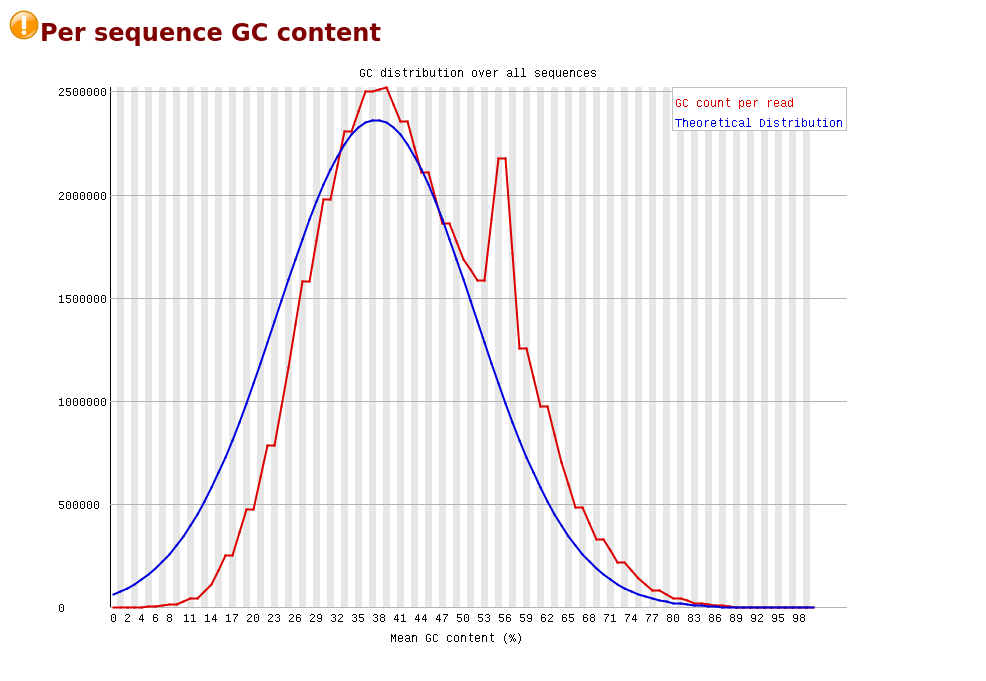 Per sequence GC content
GC distribution over all sequences
GC count per read
Theoretical Distribution
2500000
2000000
1500000
1000000
500000
0
0 2 4 6 8 11 14 17 20 23 26 29 32 35 38 41 44 47 50 53 56 59 62 65 68 71 74 77 80 83 86 89 92 95 98
Mean GC content (%)